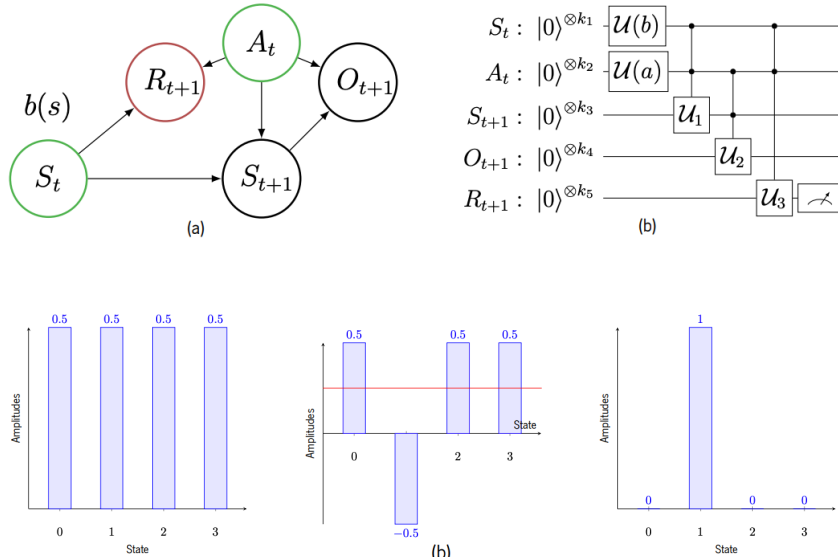 b(s)
S_t
R_{t+1}
A_t
O_{t+1}
S_{t+1}
(a)
S_t : |0⟩^{⊗k_1} 𝒰(b)
A_t : |0⟩^{⊗k_2} 𝒰(a)
S_{t+1} : |0⟩^{⊗k_3} 𝒰_1
O_{t+1} : |0⟩^{⊗k_4} 𝒰_2
R_{t+1} : |0⟩^{⊗k_5} 𝒰_3
(b)
0.5 0.5 0.5 0.5
Amplitudes
0 1 2 3
State
0.5 0.5 0.5
Amplitudes
State
0 2 3
−0.5
(b)
1
Amplitudes
0 0 0
0 1 2 3
State